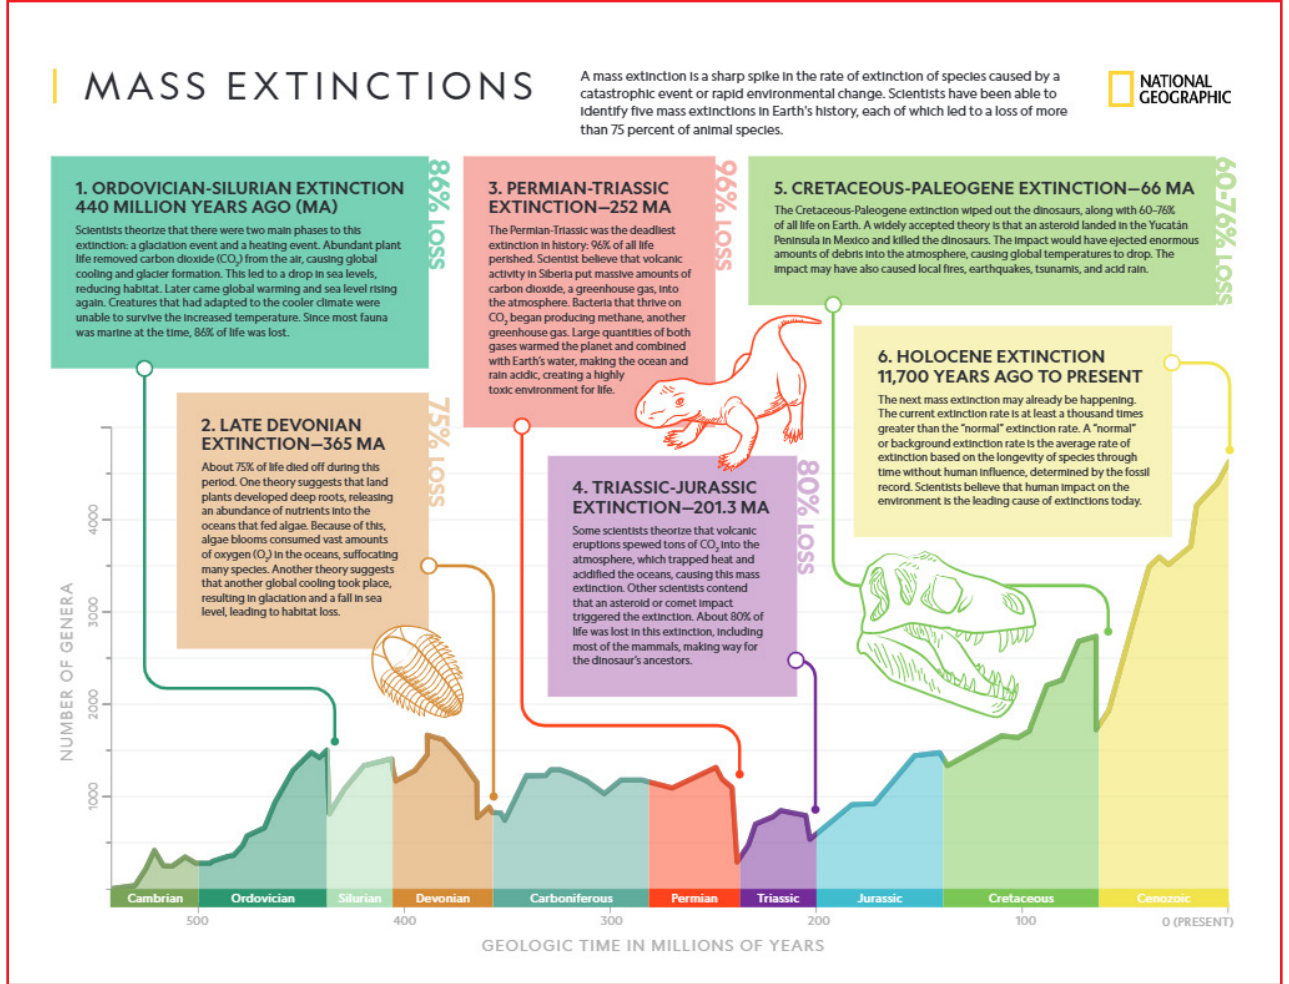 MASS EXTINCTIONS
A mass extinction is a sharp spike in the rate of extinction of species caused by a
catastrophic event or rapid environmental change. Scientists have been able to
identify five mass extinctions in Earth's history, each of which led to a loss of more
than 75 percent of animal species.
NATIONAL
GEOGRAPHIC
1. ORDOVICIAN-SILURIAN EXTINCTION
440 MILLION YEARS AGO (MA)
Scientists theorize that there were two main phases to this
extinction: a glaciation event and a heating event. Abundant plant
life removed carbon dioxide (CO₂) from the air, causing global
cooling and glacier formation. This led to a drop in sea levels,
reducing habitat. Later came global warming and sea level rising
again. Creatures that had adapted to the cooler climate were
unable to survive the increased temperature. Since most fauna
was marine at the time, 86% of life was lost.
86% LOSS
2. LATE DEVONIAN
EXTINCTION—365 MA
About 75% of life died off during this
period. One theory suggests that land
plants developed deep roots, releasing
an abundance of nutrients into the
oceans that fed algae. Because of this,
algae blooms consumed vast amounts
of oxygen (O₂) in the oceans, suffocating
many species. Another theory suggests
that another global cooling took place,
resulting in glaciation and a fall in sea
level, leading to habitat loss.
75% LOSS
3. PERMIAN-TRIASSIC
EXTINCTION—252 MA
The Permian-Triassic was the deadliest
extinction in history: 96% of all life
perished. Scientist believe that volcanic
activity in Siberia put massive amounts of
carbon dioxide, a greenhouse gas, into
the atmosphere. Bacteria that thrive on
CO₂ began producing methane, another
greenhouse gas. Large quantities of both
gases warmed the planet and combined
with Earth's water, making the ocean and
rain acidic, creating a highly
toxic environment for life.
96% LOSS
4. TRIASSIC-JURASSIC
EXTINCTION—201.3 MA
Some scientists theorize that volcanic
eruptions spewed tons of CO₂ into the
atmosphere, which trapped heat and
acidified the oceans, causing this mass
extinction. Other scientists contend
that an asteroid or comet impact
triggered the extinction. About 80% of
life was lost in this extinction, including
most of the mammals, making way for
the dinosaur's ancestors.
80% LOSS
5. CRETACEOUS-PALEOGENE EXTINCTION—66 MA
The Cretaceous-Paleogene extinction wiped out the dinosaurs, along with 60–76%
of all life on Earth. A widely accepted theory is that an asteroid landed in the Yucatán
Peninsula in Mexico and killed the dinosaurs. The impact would have ejected enormous
amounts of debris into the atmosphere, causing global temperatures to drop. The
impact may have also caused local fires, earthquakes, tsunamis, and acid rain.
60-76% LOSS
6. HOLOCENE EXTINCTION
11,700 YEARS AGO TO PRESENT
The next mass extinction may already be happening.
The current extinction rate is at least a thousand times
greater than the "normal" extinction rate. A "normal"
or background extinction rate is the average rate of
extinction based on the longevity of species through
time without human influence, determined by the fossil
record. Scientists believe that human impact on the
environment is the leading cause of extinctions today.
NUMBER OF GENERA
4000
3000
2000
1000
Cambrian
Ordovician
Silurian
Devonian
Carboniferous
Permian
Triassic
Jurassic
Cretaceous
Cenozoic
500
400
300
200
100
0 (PRESENT)
GEOLOGIC TIME IN MILLIONS OF YEARS